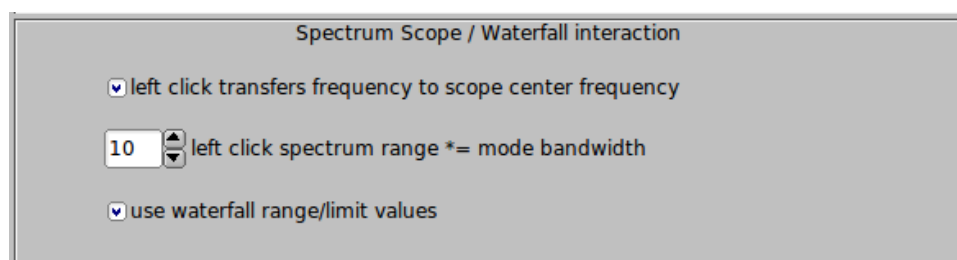 Spectrum Scope / Waterfall interaction
left click transfers frequency to scope center frequency
10 left click spectrum range *= mode bandwidth
use waterfall range/limit values